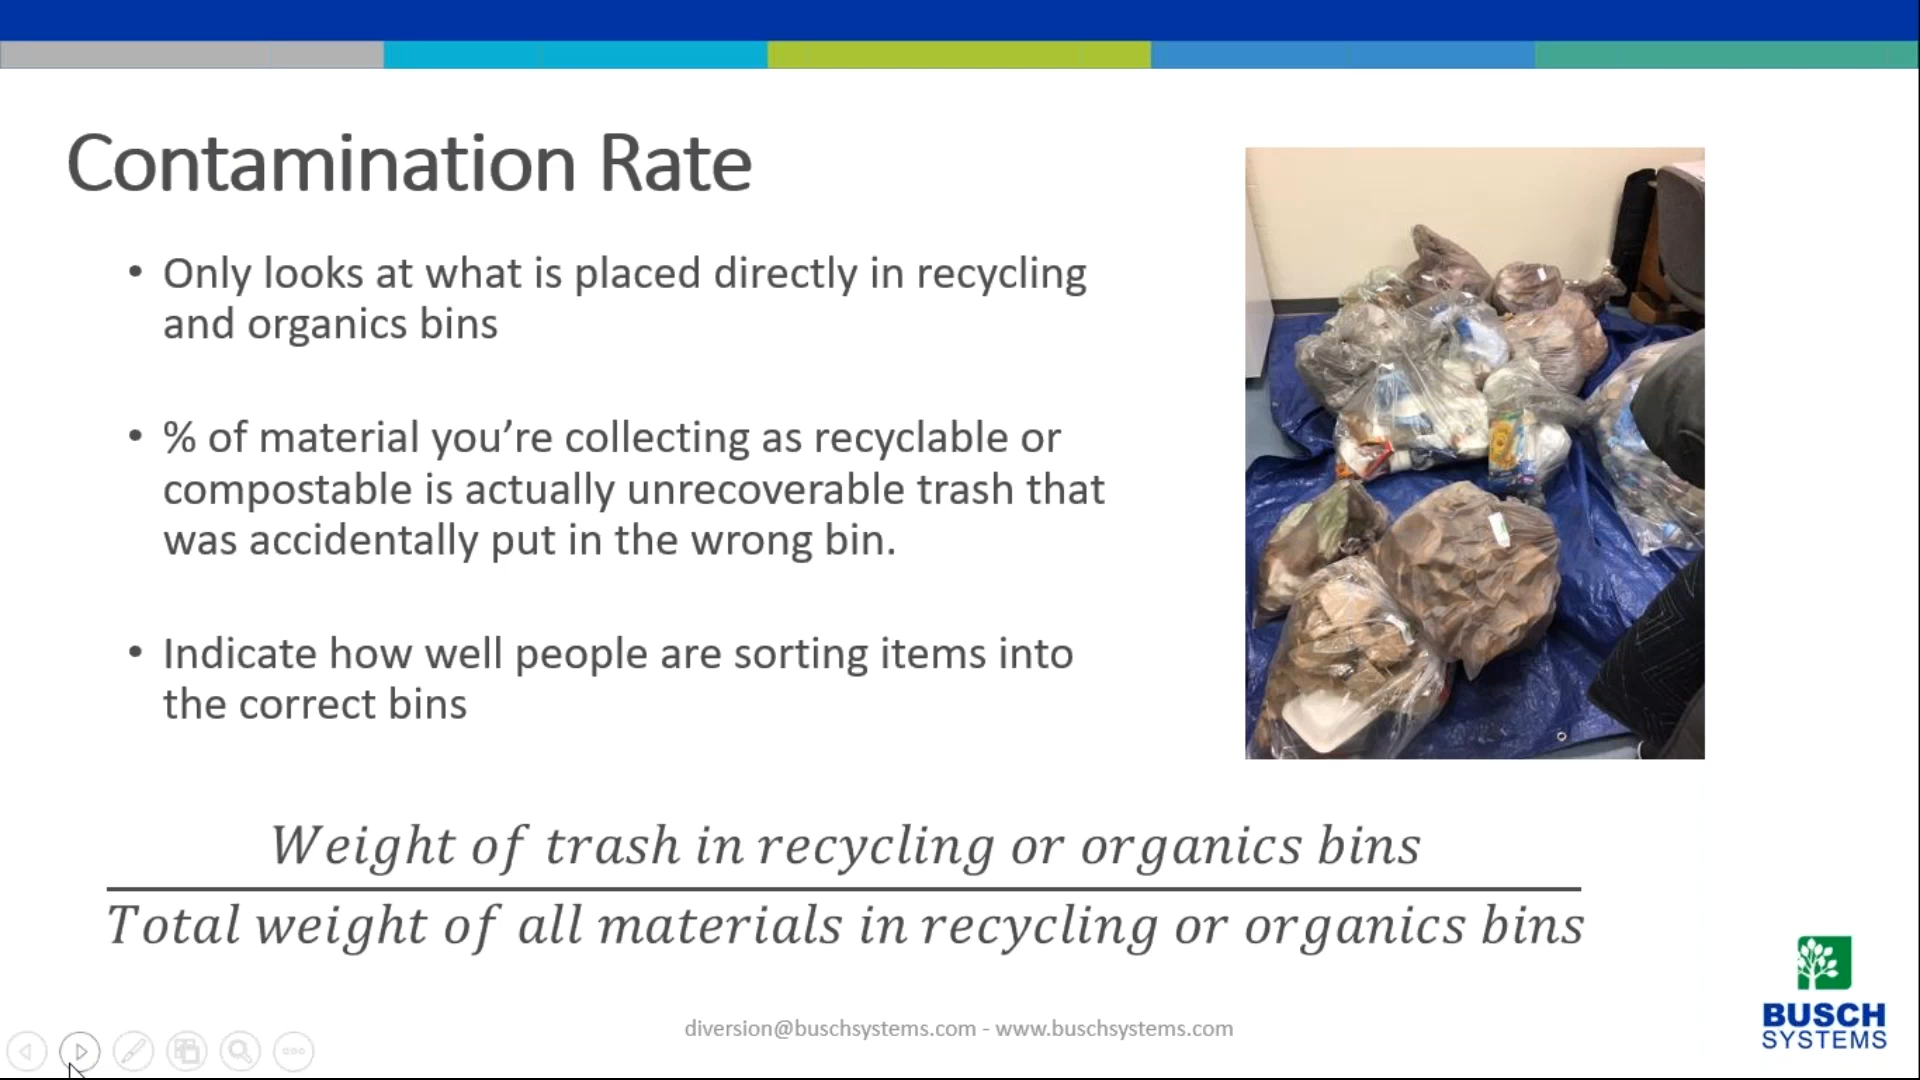 Contamination Rate
• Only looks at what is placed directly in recycling
and organics bins
• % of material you’re collecting as recyclable or
compostable is actually unrecoverable trash that
was accidentally put in the wrong bin.
• Indicate how well people are sorting items into
the correct bins
Weight of trash in recycling or organics bins
Total weight of all materials in recycling or organics bins
diversion@buschsystems.com - www.buschsystems.com
BUSCH
SYSTEMS